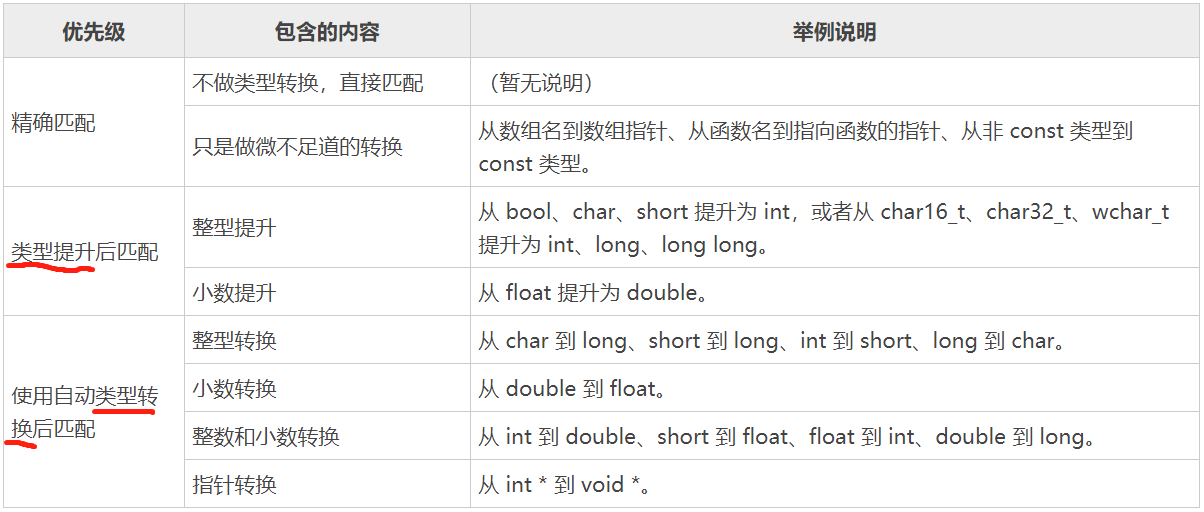 优先级 包含的内容 举例说明
精确匹配
不做类型转换，直接匹配 （暂无说明）
只是做微不足道的转换 从数组名到数组指针、从函数名到指向函数的指针、从非 const 类型到
const 类型。
类型提升后匹配
整型提升 从 bool、char、short 提升为 int，或者从 char16_t、char32_t、wchar_t
提升为 int、long、long long。
小数提升 从 float 提升为 double。
使用自动类型转
换后匹配
整型转换 从 char 到 long、short 到 long、int 到 short、long 到 char。
小数转换 从 double 到 float。
整数和小数转换 从 int 到 double、short 到 float、float 到 int、double 到 long。
指针转换 从 int * 到 void *。